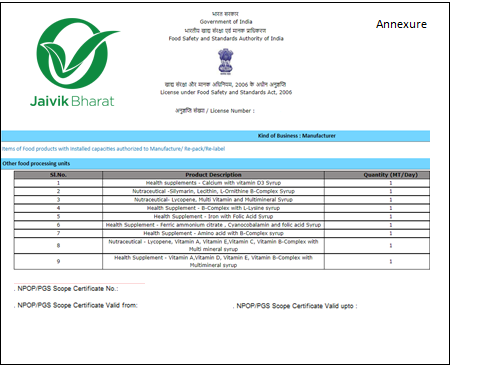 भारत सरकार
Government of India
Annexure
भारतीय खाद्य संरक्षा एवं मानक प्राधिकरण
Food Safety and Standards Authority of India
Jaivik Bharat
खाद्य संरक्षा और मानक अधिनियम, 2006 के अधीन अनुज्ञप्ति
License under Food Safety and Standards Act, 2006
अनुज्ञप्ति संख्या / License Number :
Kind of Business : Manufacturer
Items of Food products with installed capacities authorized to Manufacture/ Re-pack/Re-label
Other food processing units
Sl.No. Product Description Quantity (MT/Day)
1 Health supplements - Calcium with vitamin D3 Syrup 1
2 Nutraceutical -Silymarin, Lecithin, L-Ornithine B-Complex Syrup 1
3 Nutraceutical- Lycopene, Multi Vitamin and Multimineral Syrup 1
4 Health Supplement - B-Complex with L-Lysine syrup 1
5 Health Supplement - Iron with Folic Acid Syrup 1
6 Health Supplement - Ferric ammonium citrate , Cyanocobalamin and folic acid Syrup 1
7 Health Supplement - Amino acid with B-Complex syrup 1
8 Nutraceutical - Lycopene, Vitamin A, Vitamin E,Vitamin C, Vitamin B-Complex with
Multi mineral syrup 1
9 Health Supplement - Vitamin A,Vitamin D, Vitamin E, Vitamin B-Complex with
Multimineral syrup 1
. NPOP/PGS Scope Certificate No.:
. NPOP/PGS Scope Certificate Valid from: . NPOP/PGS Scope Certificate Valid upto :